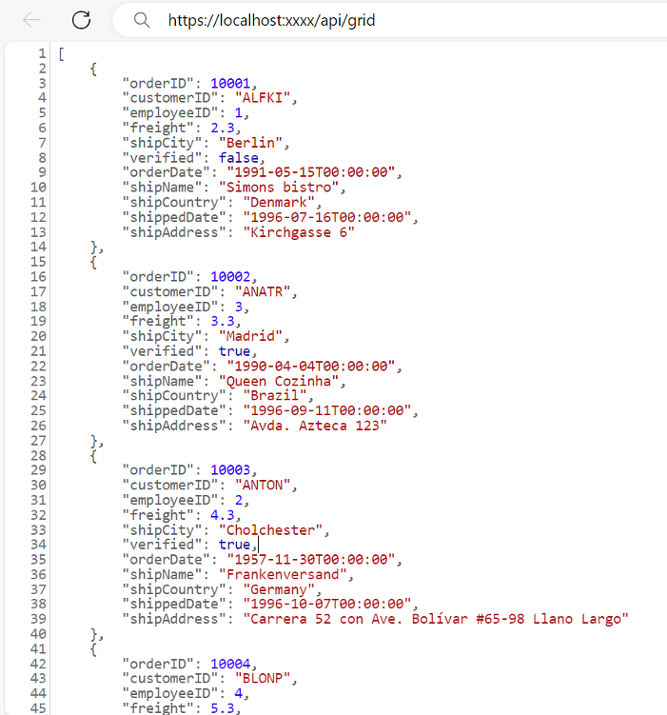 https://localhost:xxxx/api/grid
1 [
2 {
3 "orderID": 10001,
4 "customerID": "ALFKI",
5 "employeeID": 1,
6 "freight": 2.3,
7 "shipCity": "Berlin",
8 "verified": false,
9 "orderDate": "1991-05-15T00:00:00",
10 "shipName": "Simons bistro",
11 "shipCountry": "Denmark",
12 "shippedDate": "1996-07-16T00:00:00",
13 "shipAddress": "Kirchgasse 6"
14 },
15 {
16 "orderID": 10002,
17 "customerID": "ANATR",
18 "employeeID": 3,
19 "freight": 3.3,
20 "shipCity": "Madrid",
21 "verified": true,
22 "orderDate": "1990-04-04T00:00:00",
23 "shipName": "Queen Cozinha",
24 "shipCountry": "Brazil",
25 "shippedDate": "1996-09-11T00:00:00",
26 "shipAddress": "Avda. Azteca 123"
27 },
28 {
29 "orderID": 10003,
30 "customerID": "ANTON",
31 "employeeID": 2,
32 "freight": 4.3,
33 "shipCity": "Cholchester",
34 "verified": true,
35 "orderDate": "1957-11-30T00:00:00",
36 "shipName": "Frankenversand",
37 "shipCountry": "Germany",
38 "shippedDate": "1996-10-07T00:00:00",
39 "shipAddress": "Carrera 52 con Ave. Bolívar #65-98 Llano Largo"
40 },
41 {
42 "orderID": 10004,
43 "customerID": "BLONP",
44 "employeeID": 4,
45 "freight": 5.3,